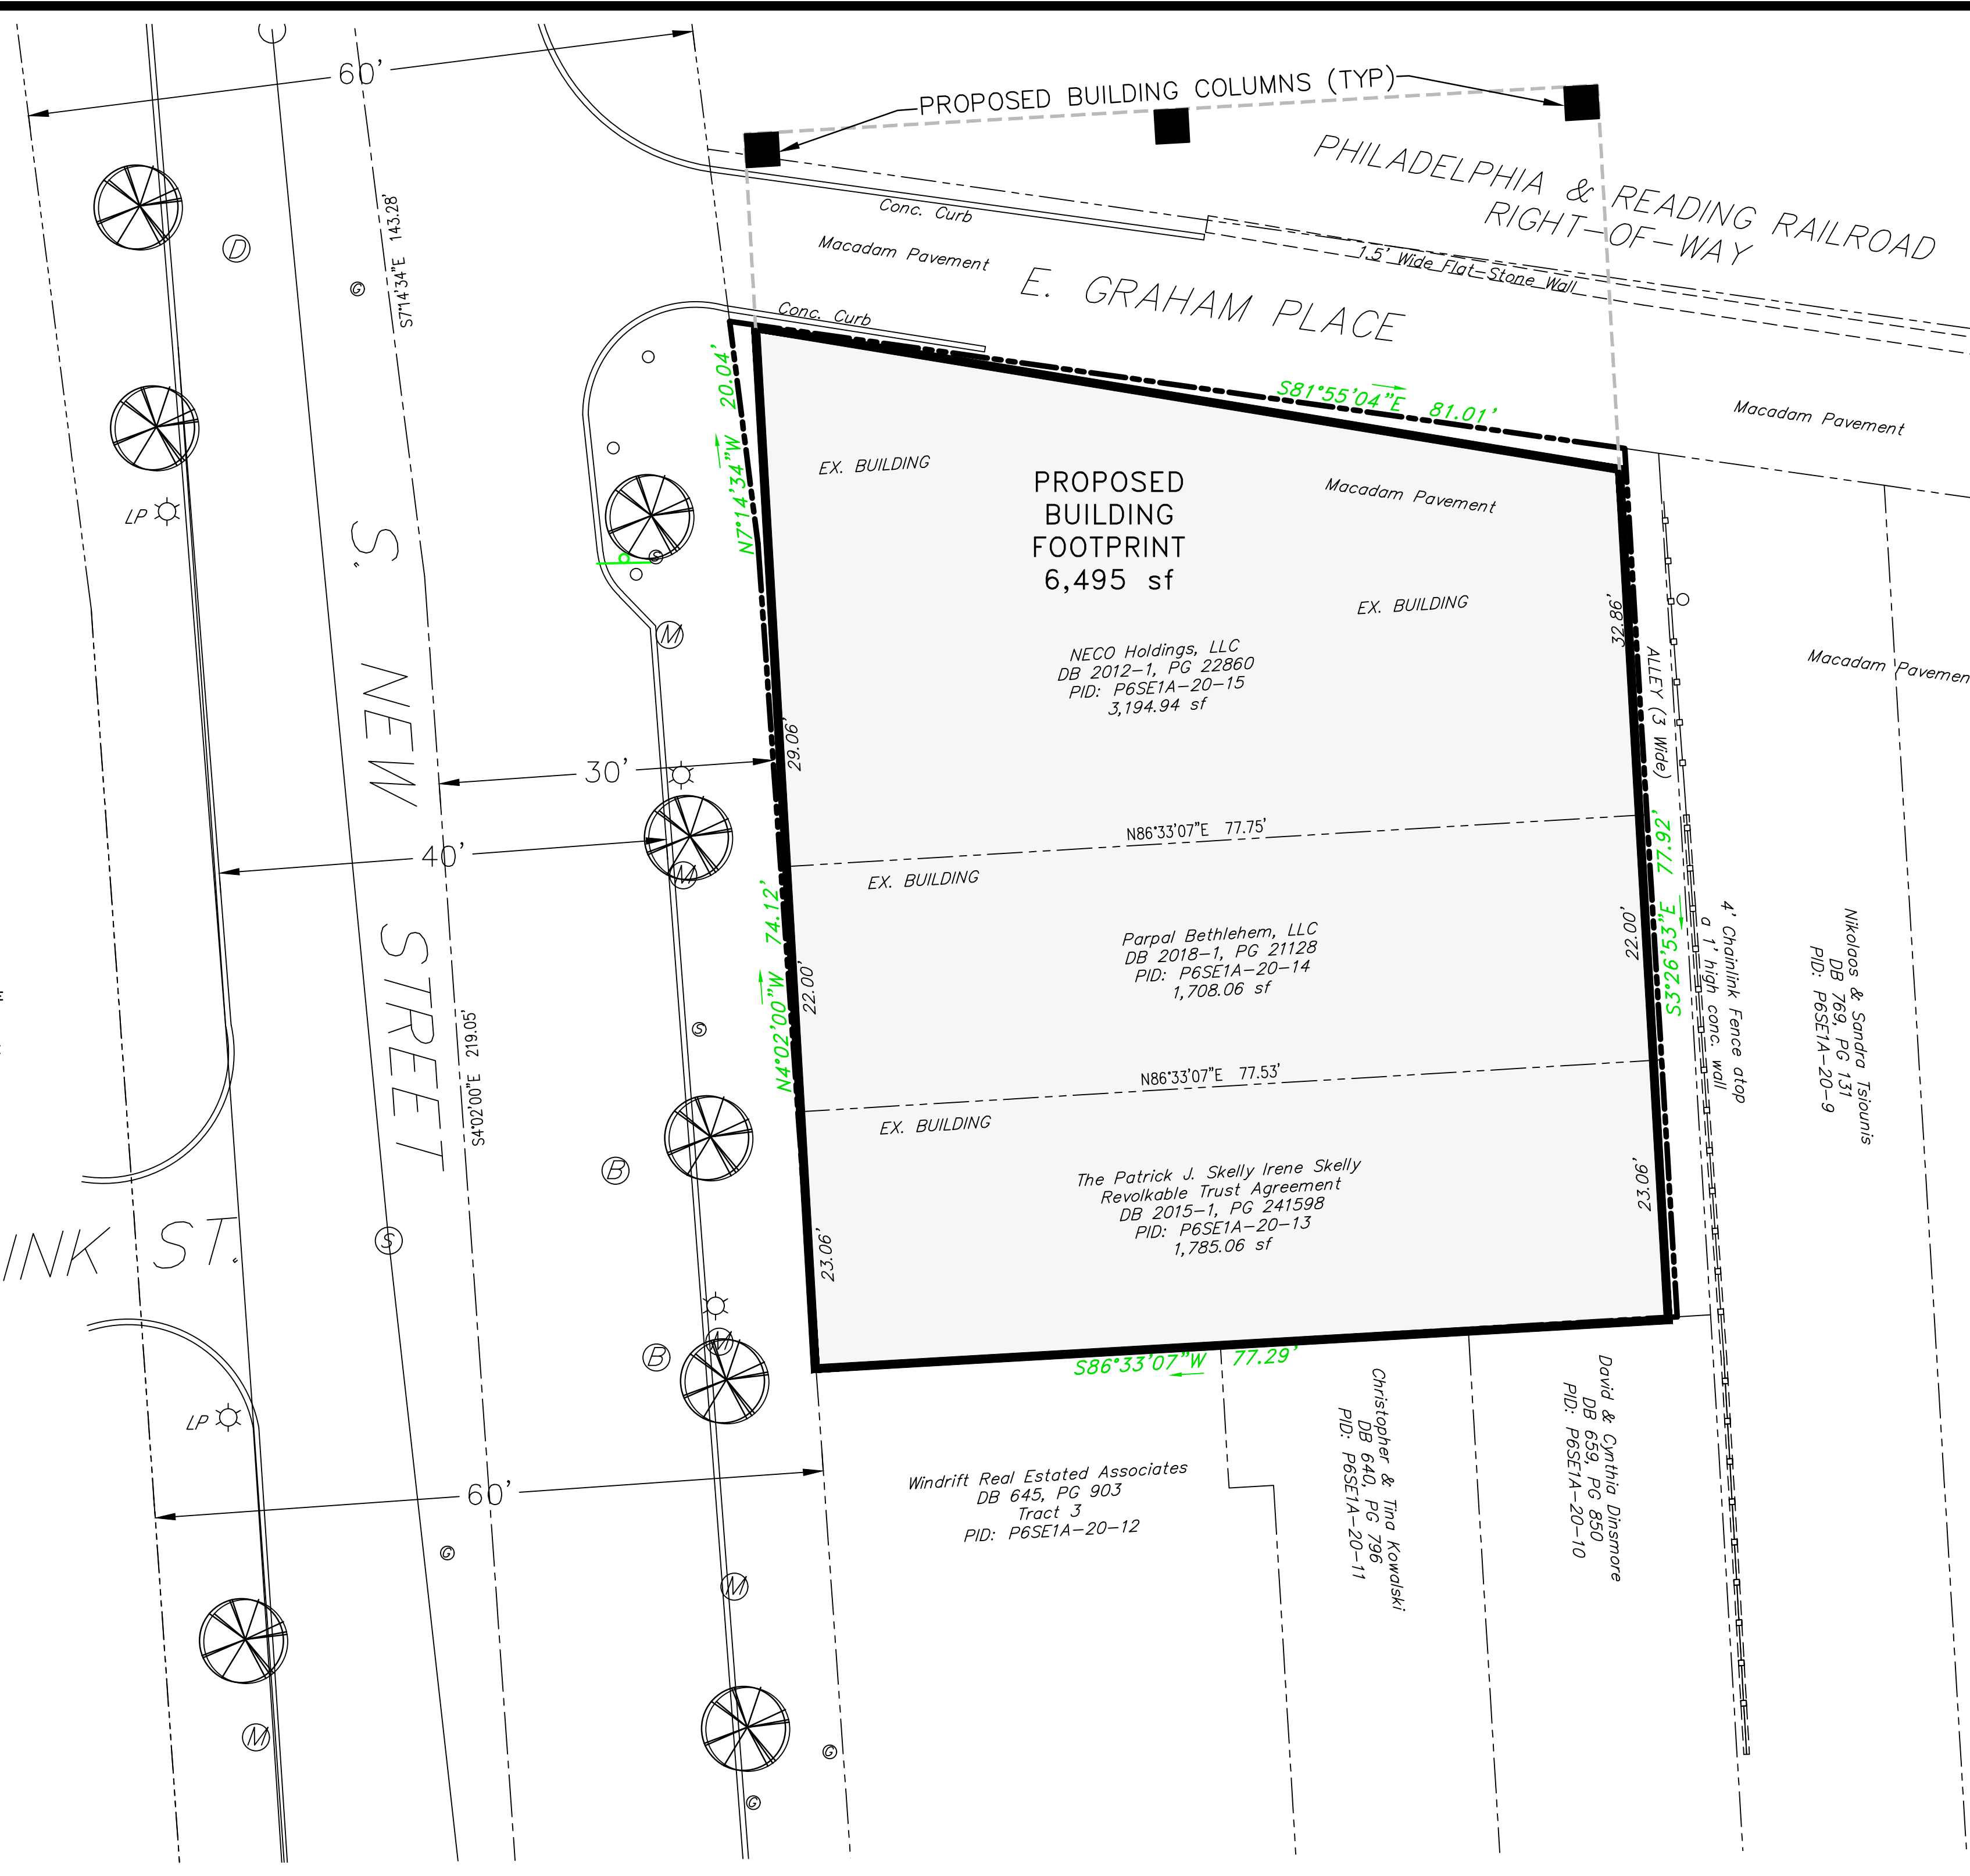 60'
PROPOSED BUILDING COLUMNS (TYP)
PHILADELPHIA & READING RAILROAD
RIGHT-OF-WAY
Conc. Curb
Macadam Pavement
1.5' Wide Flat-Stone Wall
E. GRAHAM PLACE
Conc. Curb
D
G
S7°14'34"E 143.28'
N7°14'34"W 20.04'
S81°55'04"E 81.01'
Macadam Pavement
EX. BUILDING
PROPOSED
BUILDING
FOOTPRINT
6,495 sf
Macadam Pavement
EX. BUILDING
LP
S
M
NECO Holdings, LLC
DB 2012-1, PG 22860
PID: P6SE1A-20-15
3,194.94 sf
32.86'
ALLEY (3 Wide)
Macadam Pavemen
S. NEW STREET
30'
29.06'
40'
M
N86°33'07"E 77.75'
EX. BUILDING
N4°02'00"W 74.12'
22.00'
Parpal Bethlehem, LLC
DB 2018-1, PG 21128
PID: P6SE1A-20-14
1,708.06 sf
22.00'
S3°26'53"E 77.92'
4' Chainlink Fence atop
a 1' high conc. wall
Nikolaos & Sandra Tsiounis
DB 769, PG 131
PID: P6SE1A-20-9
S4°02'00"E 219.05'
S
N86°33'07"E 77.53'
EX. BUILDING
B
The Patrick J. Skelly Irene Skelly
Revolkable Trust Agreement
DB 2015-1, PG 241598
PID: P6SE1A-20-13
1,785.06 sf
23.06'
23.06'
INK ST.
S
B
M
S86°33'07"W 77.29'
LP
60'
G
Windrift Real Estated Associates
DB 645, PG 903
Tract 3
PID: P6SE1A-20-12
Christopher & Tina Kowalski
DB 640, PG 796
PID: P6SE1A-20-11
David & Cynthia Dinsmore
DB 659, PG 850
PID: P6SE1A-20-10
M
M
G
G